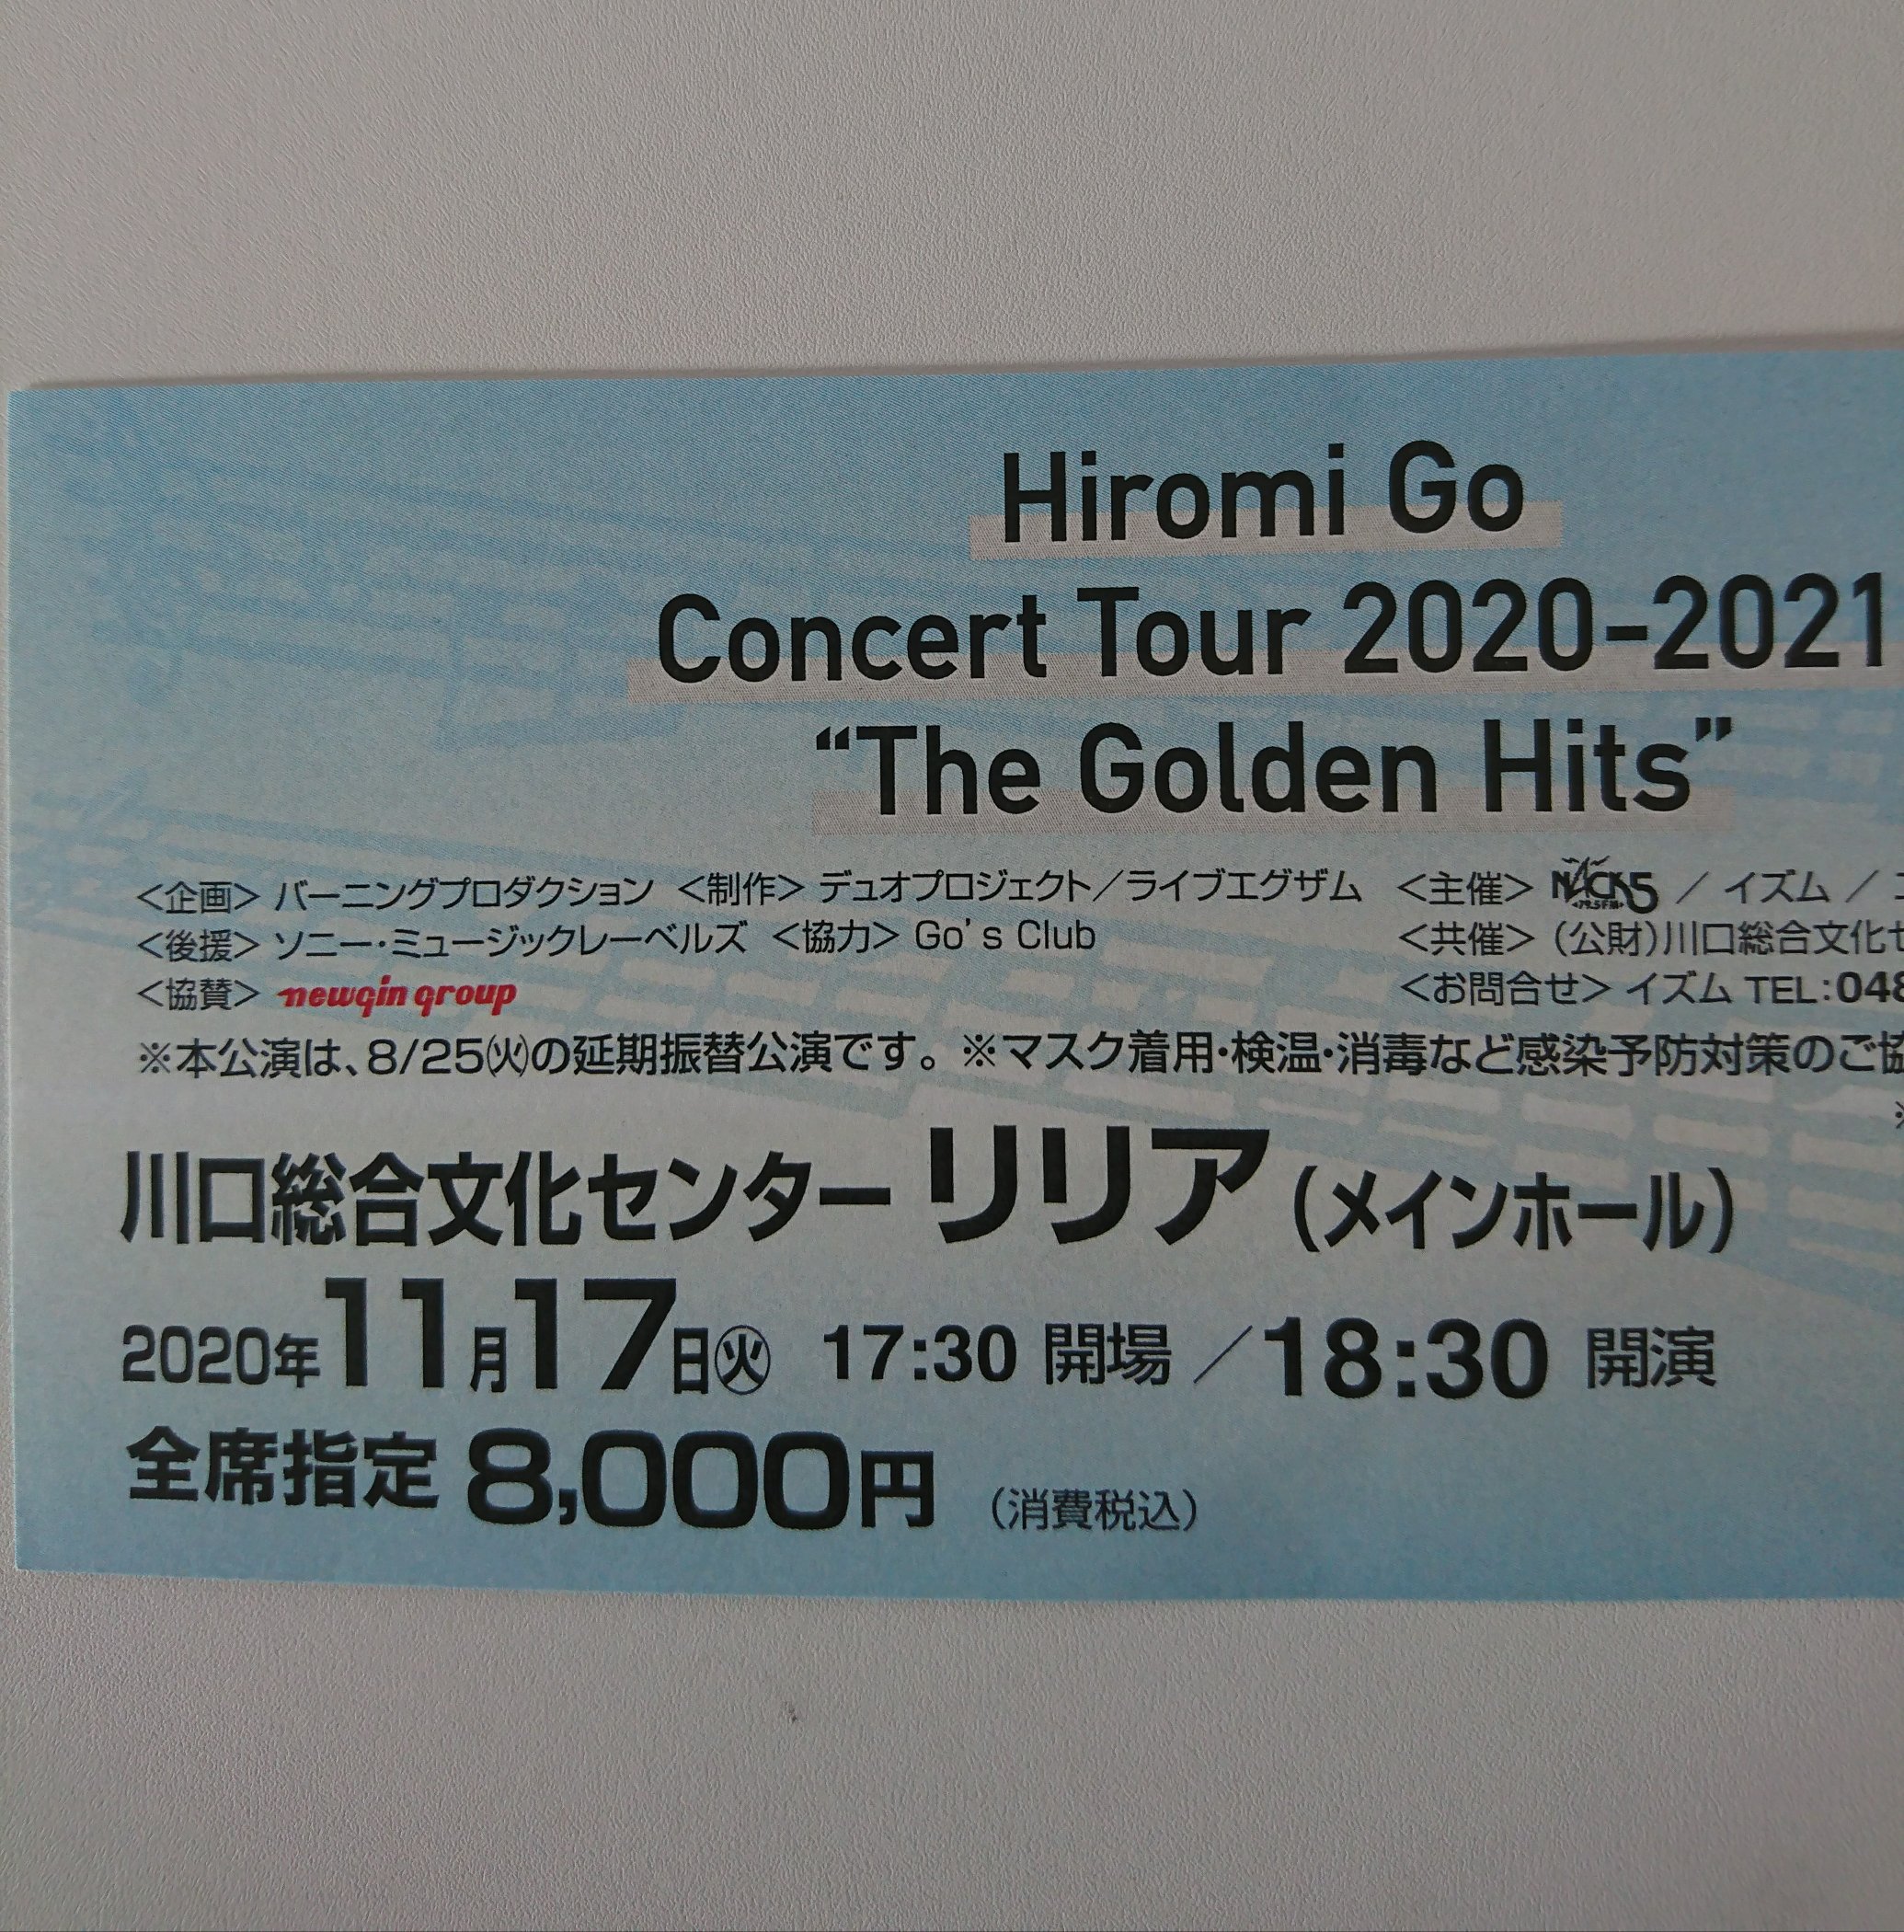 Hiromi Go
Concert Tour 2020-2021
“The Golden Hits”
＜企画＞ バーニングプロダクション ＜制作＞ デュオプロジェクト／ライブエグザム ＜主催＞ NACK5 79.5FM ／ イズム ／
＜後援＞ ソニー・ミュージックレーベルズ ＜協力＞ Go's Club ＜共催＞ (公財)川口総合文化セ
＜協賛＞ newgin group ＜お問合せ＞ イズム TEL:048
※本公演は、8/25㈫の延期振替公演です。※マスク着用・検温・消毒など感染予防対策のご協
川口総合文化センター リリア (メインホール)
2020年11月17日㊋ 17:30 開場 ／18:30 開演
全席指定 8,000円 (消費税込)